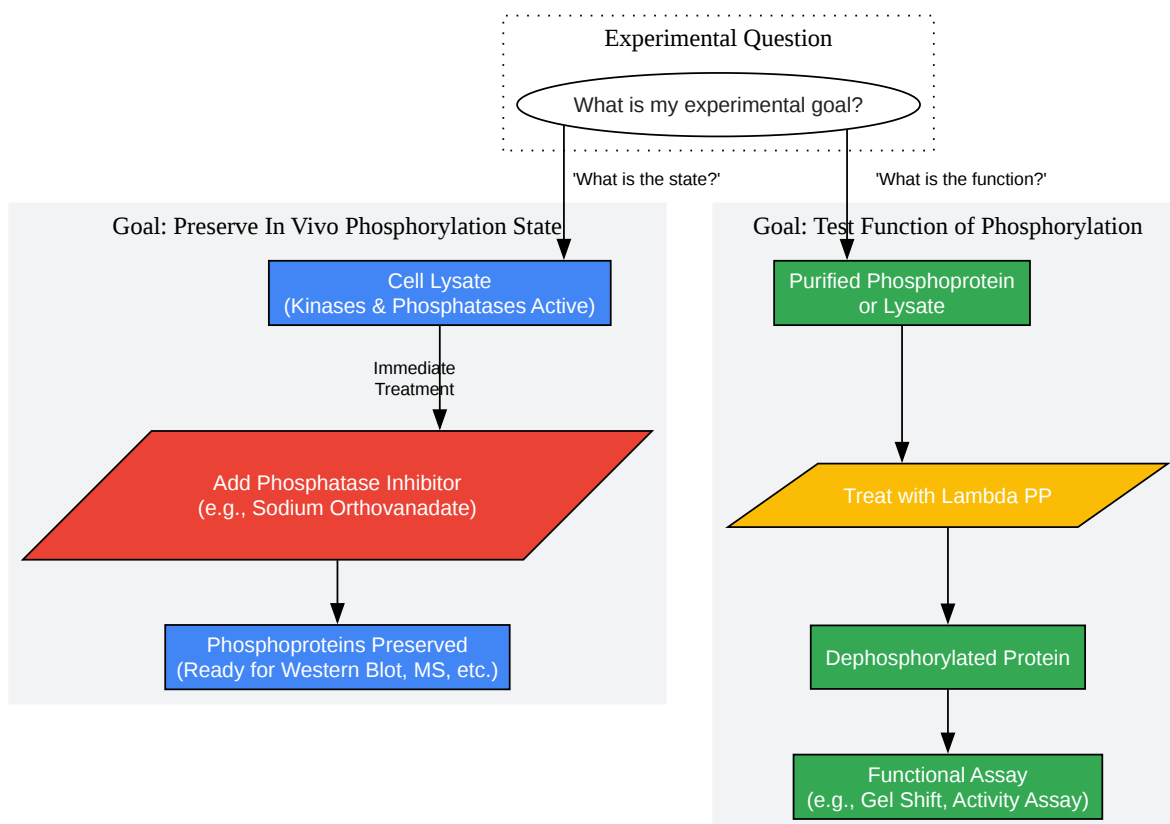 Experimental Question
What is my experimental goal?
'What is the state?'
'What is the function?'
Goal: Preserve In Vivo Phosphorylation State
Cell Lysate
(Kinases & Phosphatases Active)
Immediate
Treatment
Add Phosphatase Inhibitor
(e.g., Sodium Orthovanadate)
Phosphoproteins Preserved
(Ready for Western Blot, MS, etc.)
Goal: Test Function of Phosphorylation
Purified Phosphoprotein
or Lysate
Treat with Lambda PP
Dephosphorylated Protein
Functional Assay
(e.g., Gel Shift, Activity Assay)